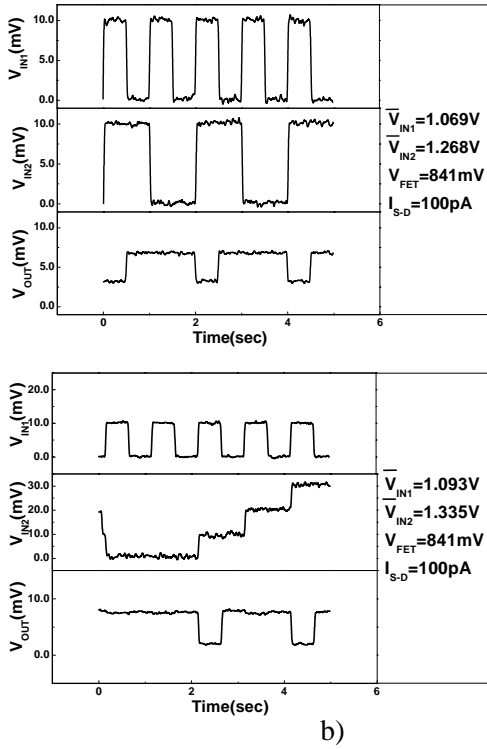 10.0
5.0
0.0
V_IN1(mV)
10.0
5.0
0.0
V_IN2(mV)
10.0
5.0
0.0
V_OUT(mV)
0 2 4 6
Time(sec)
V̅_IN1=1.069V
V̅_IN2=1.268V
V_FET=841mV
I_S-D=100pA
20.0
10.0
0.0
V_IN1(mV)
30.0
20.0
10.0
0.0
V_IN2(mV)
10.0
0.0
V_OUT(mV)
0 2 4 6
Time(sec)
V̅_IN1=1.093V
V̅_IN2=1.335V
V_FET=841mV
I_S-D=100pA
b)